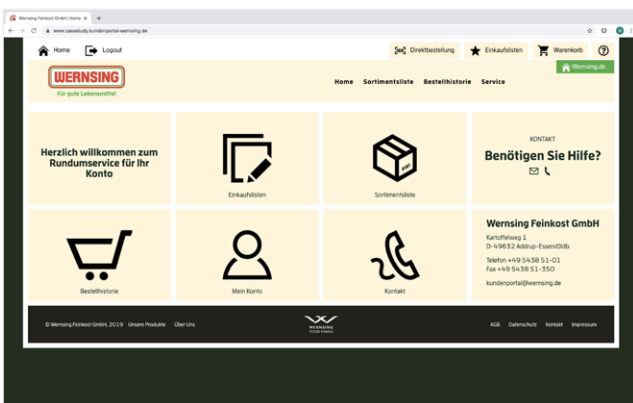 Wernsing Feinkost GmbH: Home
www.casestudy.kundenportal-wernsing.de
Home
Logout
Direktbestellung
Einkaufslisten
Warenkorb
WERNSING
Für gute Lebensmittel
Home Sortimentsliste Bestellhistorie Service
Wernsing.de
Herzlich willkommen zum
Rundumservice für Ihr
Konto
Einkaufslisten
Sortimentsliste
KONTAKT
Benötigen Sie Hilfe?
Bestellhistorie
Mein Konto
Kontakt
Wernsing Feinkost GmbH
Kartoffelweg 1
D-49632 Addrup-Essen/Oldb.
Telefon +49 5438 51-01
Fax +49 5438 51-350
kundenportal@wernsing.de
© Wernsing Feinkost GmbH, 2019 Unsere Produkte Über Uns
WERNSING
FOOD FAMILY
AGB Datenschutz Kontakt Impressum